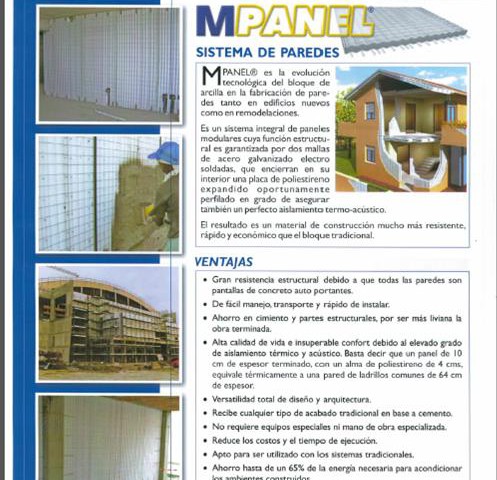 MPANEL®
SISTEMA DE PAREDES
MPANEL® es la evolución
tecnológica del bloque de
arcilla en la fabricación de pare-
des tanto en edificios nuevos
como en remodelaciones.
Es un sistema integral de paneles
modulares cuya función estructu-
ral es garantizada por dos mallas
de acero galvanizado electro
soldadas, que encierran en su
interior una placa de poliestireno
expandido oportunamente
perfilado en grado de asegurar
también un perfecto aislamiento termo-acústico.
El resultado es un material de construcción mucho más resistente,
rápido y económico que el bloque tradicional.
VENTAJAS
• Gran resistencia estructural debido a que todas las paredes son
pantallas de concreto auto portantes.
• De fácil manejo, transporte y rápido de instalar.
• Ahorro en cimiento y partes estructurales, por ser más liviana la
obra terminada.
• Alta calidad de vida e insuperable confort debido al elevado grado
de aislamiento térmico y acústico. Basta decir que un panel de 10
cm de espesor terminado, con un alma de poliestireno de 4 cms,
equivale térmicamente a una pared de ladrillos comunes de 64 cm
de espesor.
• Versatilidad total de diseño y arquitectura.
• Recibe cualquier tipo de acabado tradicional en base a cemento.
• No requiere equipos especiales ni mano de obra especializada.
• Reduce los costos y el tiempo de ejecución.
• Apto para ser utilizado con los sistemas tradicionales.
• Ahorro hasta de un 65% de la energía necesaria para acondicionar
los ambientes construidos.